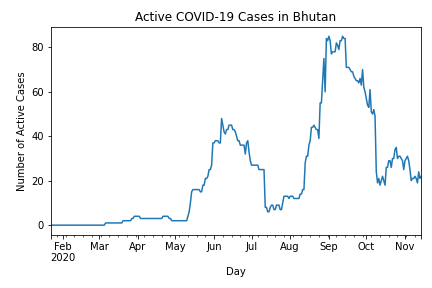 Active COVID-19 Cases in Bhutan
Number of Active Cases
80
60
40
20
0
Feb Mar Apr May Jun Jul Aug Sep Oct Nov
2020
Day